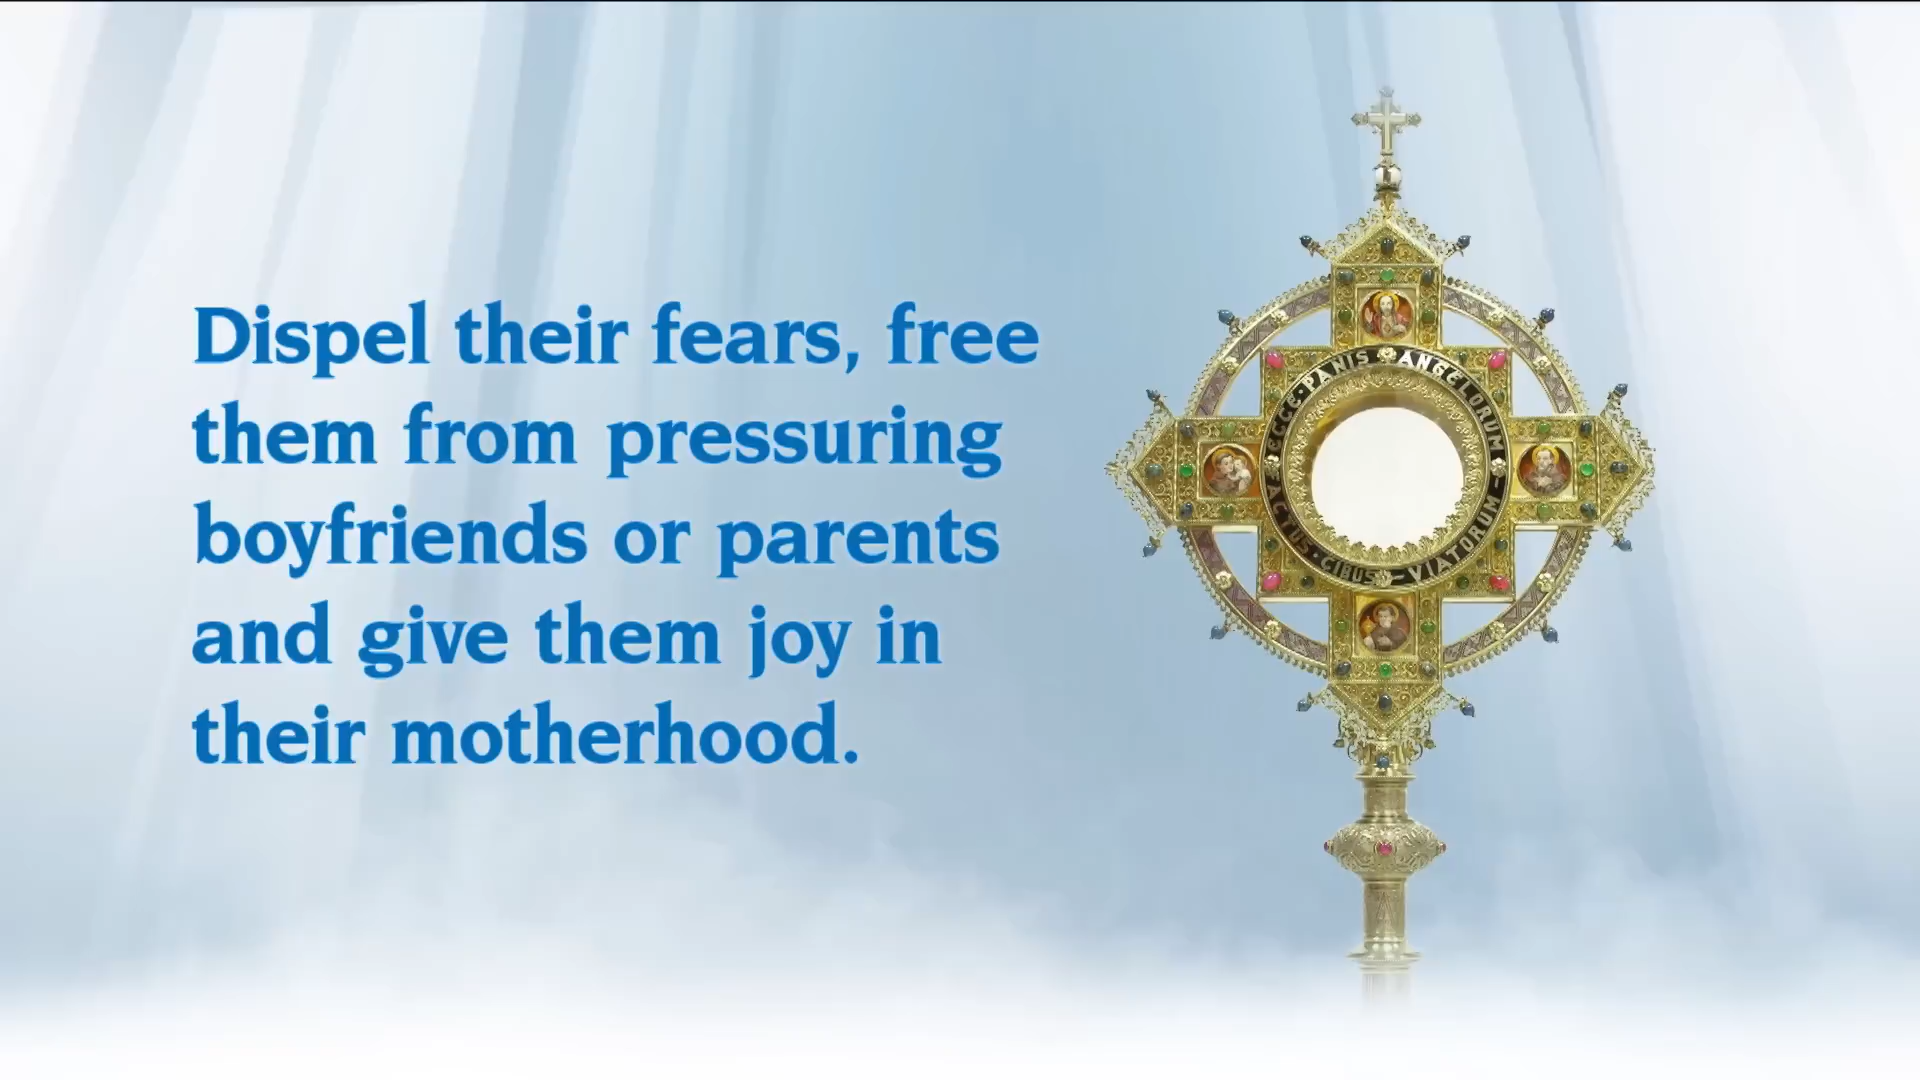 Dispel their fears, free
them from pressuring
boyfriends or parents
and give them joy in
their motherhood.
ECCE · PANIS ANGELORUM
FACTUS · CIBUS VIATORUM